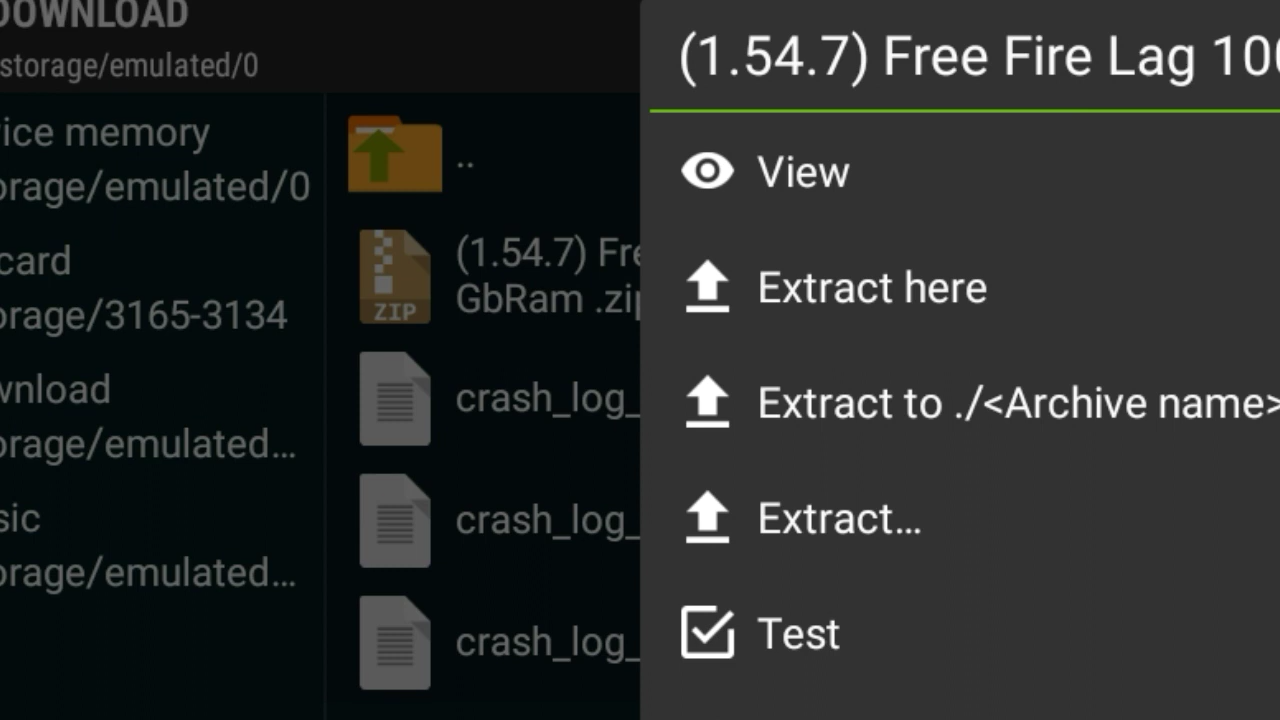 DOWNLOAD
storage/emulated/0
ice memory
orage/emulated/0
card
orage/3165-3134
wnload
orage/emulated...
sic
orage/emulated...
..
ZIP
(1.54.7) Fre
GbRam .zip
crash_log_
crash_log_
crash_log_
(1.54.7) Free Fire Lag 100
View
Extract here
Extract to ./<Archive name>
Extract...
Test